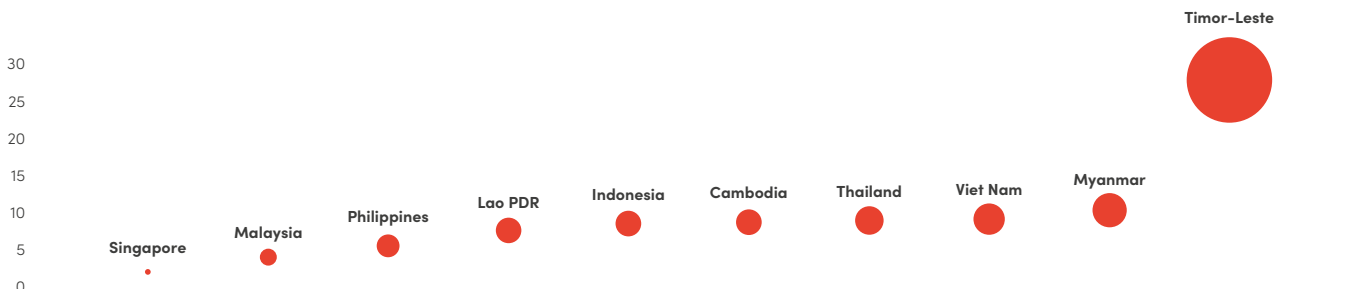 Timor-Leste
30
25
20
15
10
5
0
Singapore
Malaysia
Philippines
Lao PDR
Indonesia
Cambodia
Thailand
Viet Nam
Myanmar